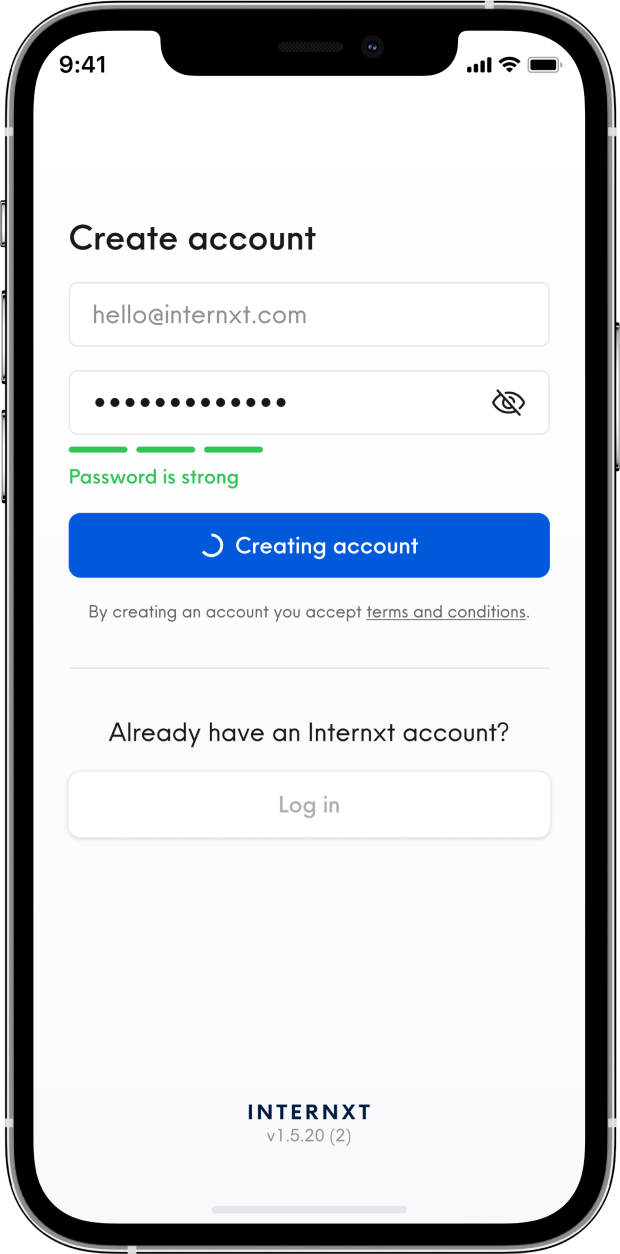 9:41
Create account
hello@internxt.com
•••••••••••••
Password is strong
Creating account
By creating an account you accept terms and conditions.
Already have an Internxt account?
Log in
INTERNXT
v1.5.20 (2)